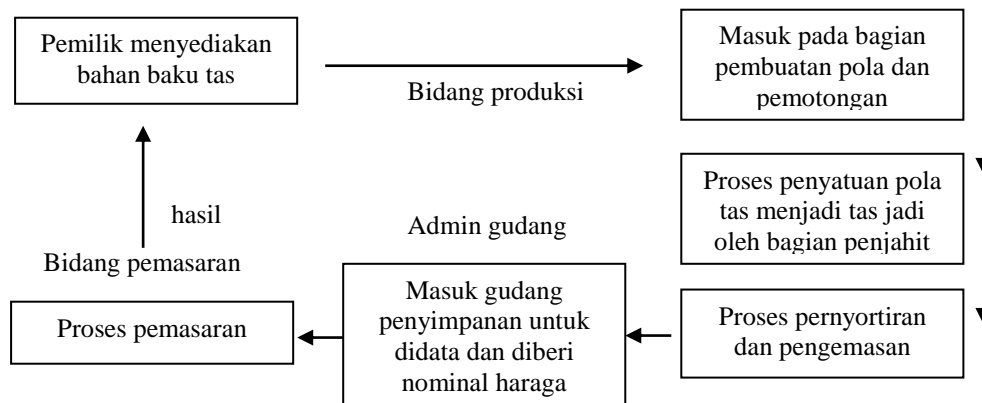 Pemilik menyediakan
bahan baku tas
Bidang produksi
Masuk pada bagian
pembuatan pola dan
pemotongan
Proses penyatuan pola
tas menjadi tas jadi
oleh bagian penjahit
Proses pernyortiran
dan pengemasan
Admin gudang
Masuk gudang
penyimpanan untuk
didata dan diberi
nominal haraga
Proses pemasaran
Bidang pemasaran
hasil